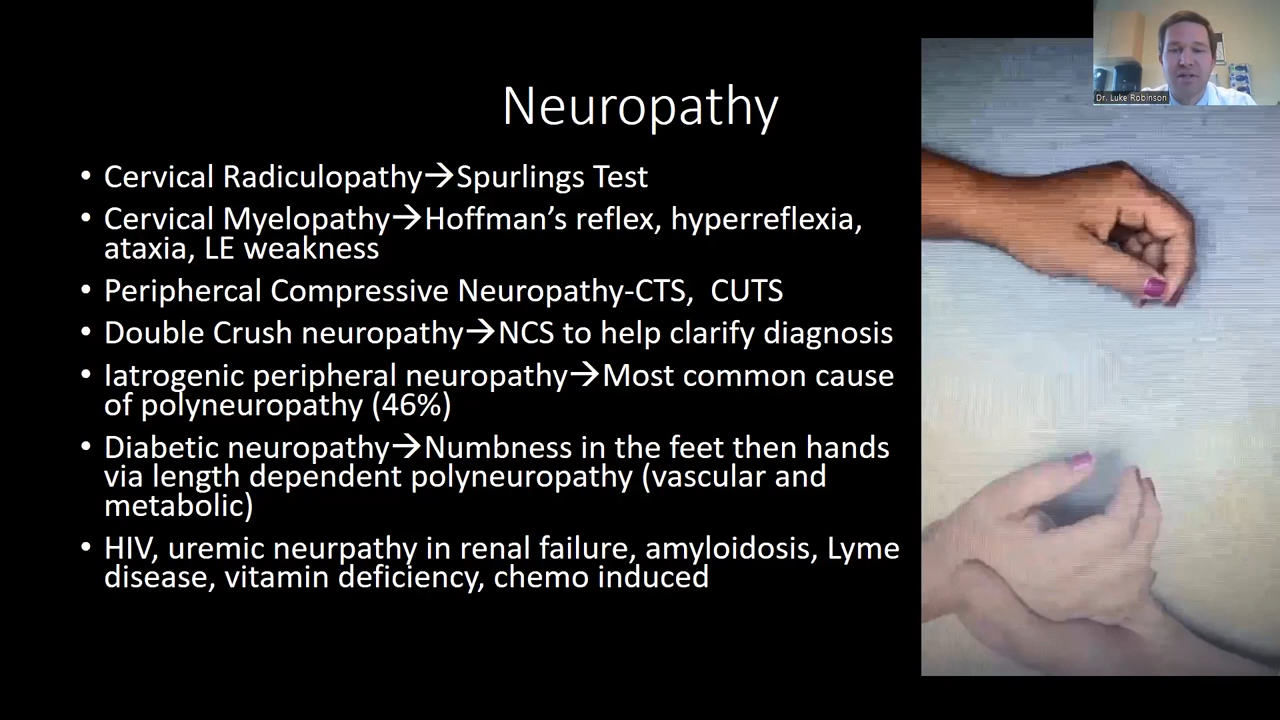 Dr. Luke Robinson
Neuropathy
• Cervical Radiculopathy→Spurlings Test
• Cervical Myelopathy→Hoffman’s reflex, hyperreflexia,
ataxia, LE weakness
• Periphercal Compressive Neuropathy-CTS,  CUTS
• Double Crush neuropathy→NCS to help clarify diagnosis
• Iatrogenic peripheral neuropathy→Most common cause
of polyneuropathy (46%)
• Diabetic neuropathy→Numbness in the feet then hands
via length dependent polyneuropathy (vascular and
metabolic)
• HIV, uremic neurpathy in renal failure, amyloidosis, Lyme
disease, vitamin deficiency, chemo induced